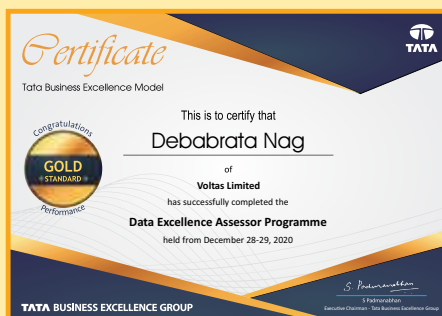 Certificate
TATA
Tata Business Excellence Model
This is to certify that
Debabrata Nag
of
Voltas Limited
has successfully completed the
Data Excellence Assessor Programme
held from December 28-29, 2020
Congratulations
GOLD
STANDARD
Performance
S. Padmanabhan
S Padmanabhan
Executive Chairman - Tata Business Excellence Group
TATA BUSINESS EXCELLENCE GROUP